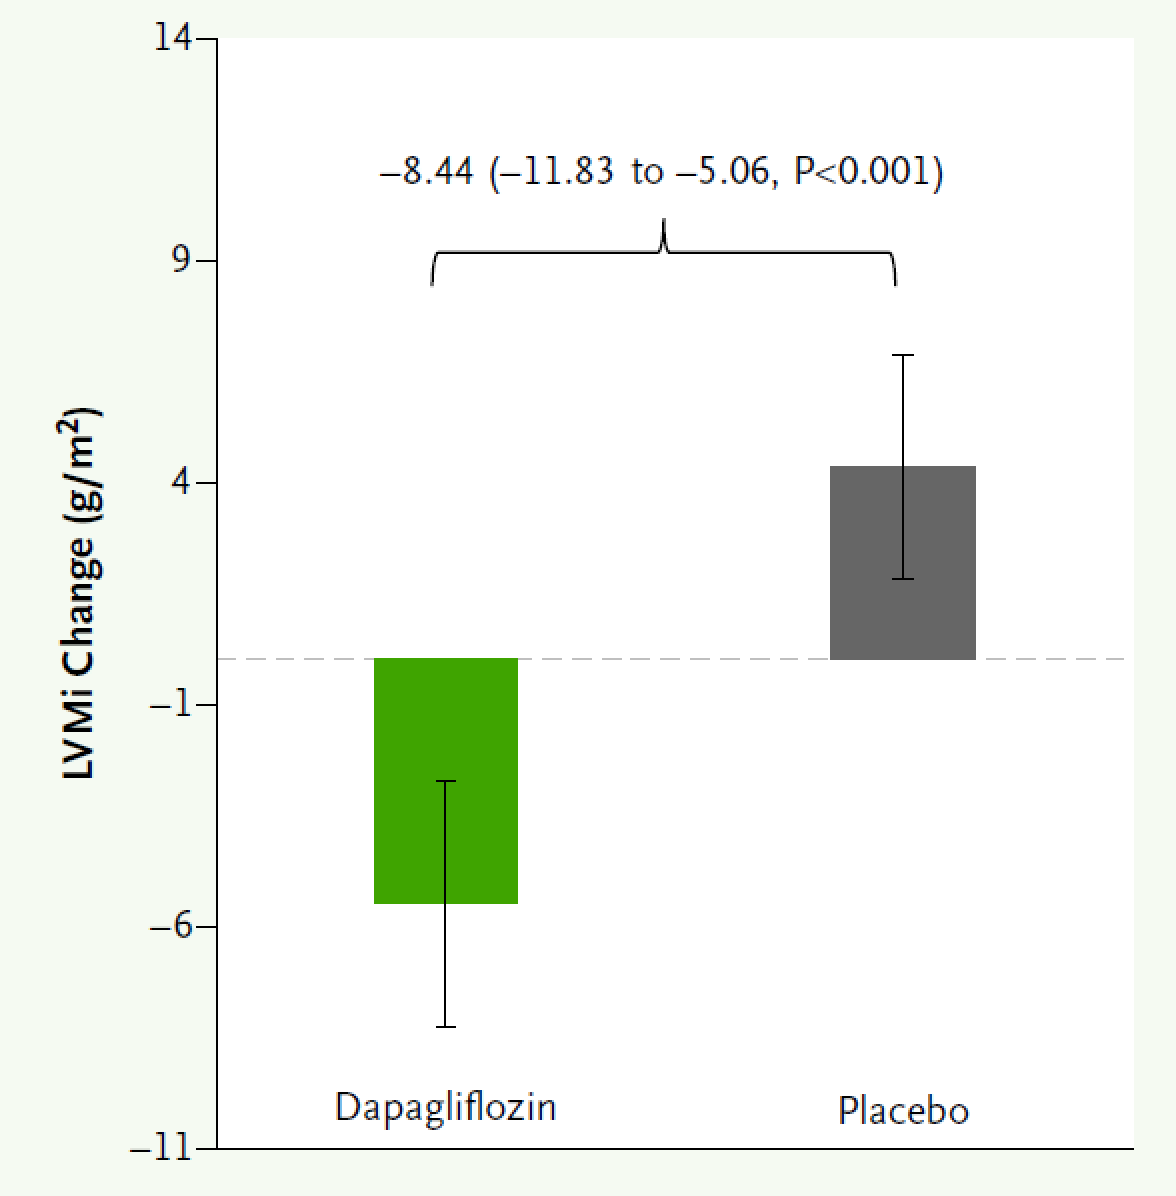 14
−8.44 (−11.83 to −5.06, P<0.001)
9
4
LVMi Change (g/m²)
−1
−6
Dapagliflozin
Placebo
−11